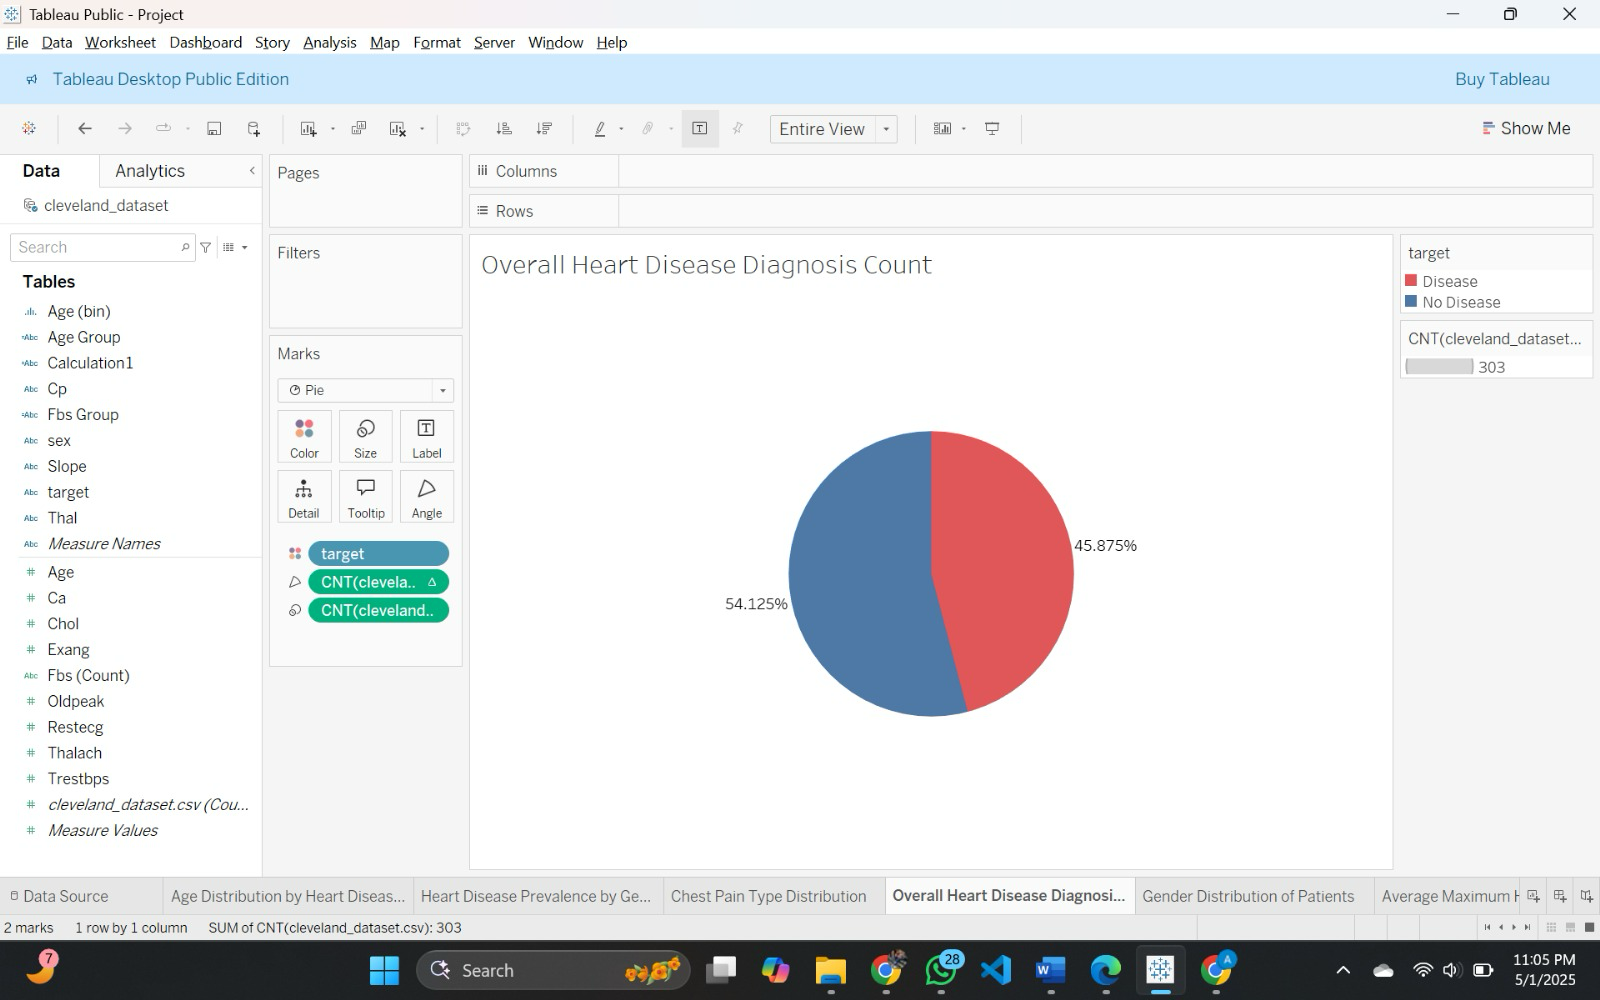 Tableau Public - Project
File Data Worksheet Dashboard Story Analysis Map Format Server Window Help
Tableau Desktop Public Edition
Buy Tableau
Entire View
Show Me
Data
Analytics
cleveland_dataset
Search
Tables
Age (bin)
Age Group
Calculation1
Cp
Fbs Group
sex
Slope
target
Thal
Measure Names
Age
Ca
Chol
Exang
Fbs (Count)
Oldpeak
Restecg
Thalach
Trestbps
cleveland_dataset.csv (Cou...
Measure Values
Pages
Filters
Marks
Pie
Color Size Label
Detail Tooltip Angle
target
CNT(clevela..
CNT(cleveland..
Columns
Rows
Overall Heart Disease Diagnosis Count
45.875%
54.125%
target
Disease
No Disease
CNT(cleveland_dataset...
303
Data Source
Age Distribution by Heart Diseas...
Heart Disease Prevalence by Ge...
Chest Pain Type Distribution
Overall Heart Disease Diagnosi...
Gender Distribution of Patients
Average Maximum H
2 marks 1 row by 1 column SUM of CNT(cleveland_dataset.csv): 303
7
Search
28
A
11:05 PM
5/1/2025